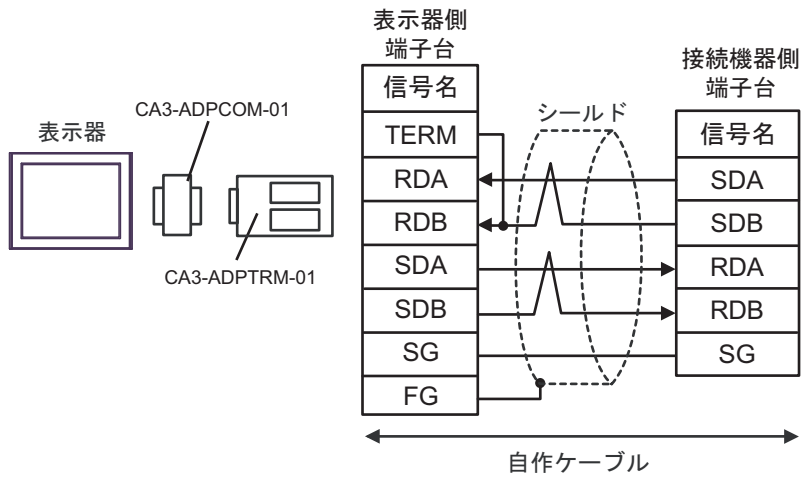 表示器側
端子台
接続機器側
端子台
CA3-ADPCOM-01
表示器
CA3-ADPTRM-01
シールド
信号名
TERM
RDA
RDB
SDA
SDB
SG
FG
信号名
SDA
SDB
RDA
RDB
SG
自作ケーブル